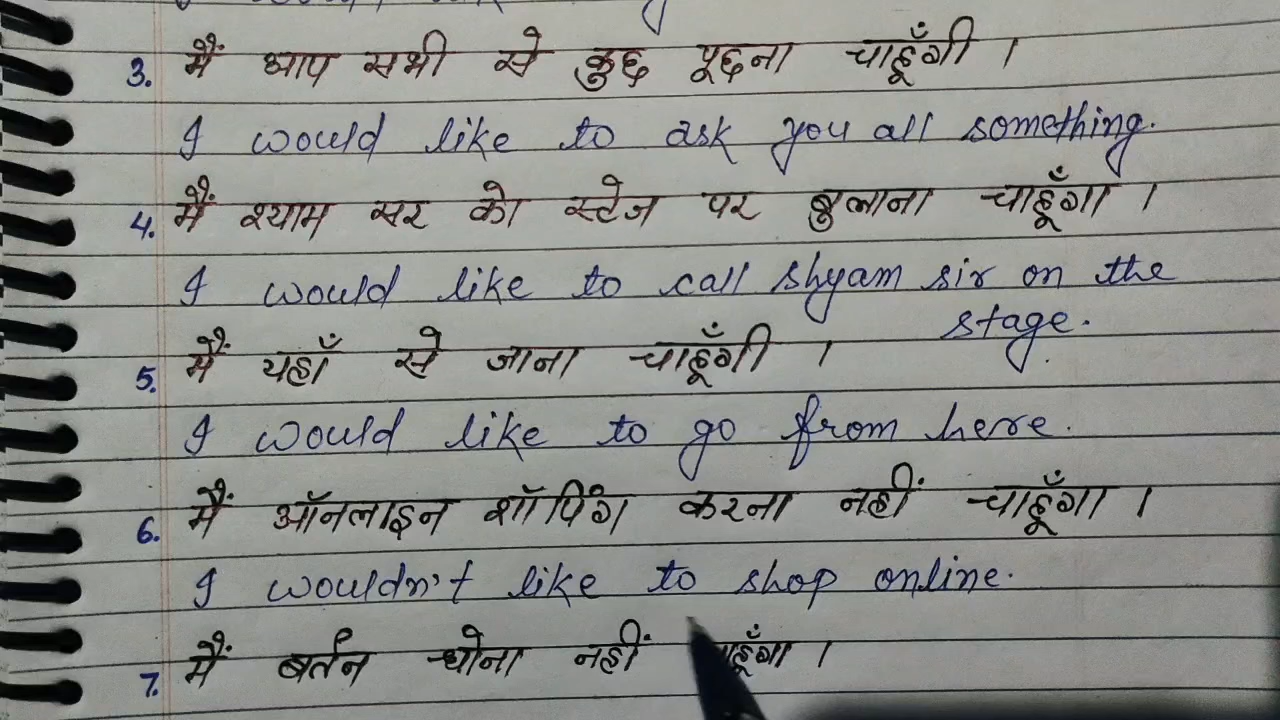 3. मैं आप सभी से कुछ पूछना चाहूँगी ।
I would like to ask you all something.
4. मैं श्याम सर को स्टेज पर बुलाना चाहूँगा ।
I would like to call shyam sir on the
stage.
5. मैं यहाँ से जाना चाहूँगी ।
I would like to go from here.
6. मैं ऑनलाइन शॉपिंग करना नहीं चाहूँगा ।
I wouldn't like to shop online.
7. मैं बर्तन धोना नहीं चाहूँगा ।